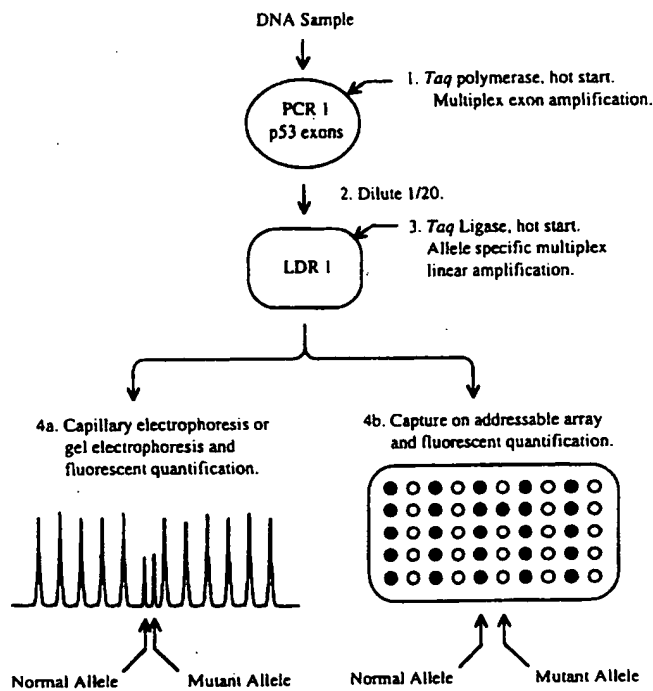 DNA Sample
1. Taq polymerase, hot start.
Multiplex exon amplification.
PCR 1
p53 exons
2. Dilute 1/20.
3. Taq Ligase, hot start.
Allele specific multiplex
linear amplification.
LDR 1
4a. Capillary electrophoresis or
gel electrophoresis and
fluorescent quantification.
4b. Capture on addressable array
and fluorescent quantification.
Normal Allele
Mutant Allele
Normal Allele
Mutant Allele